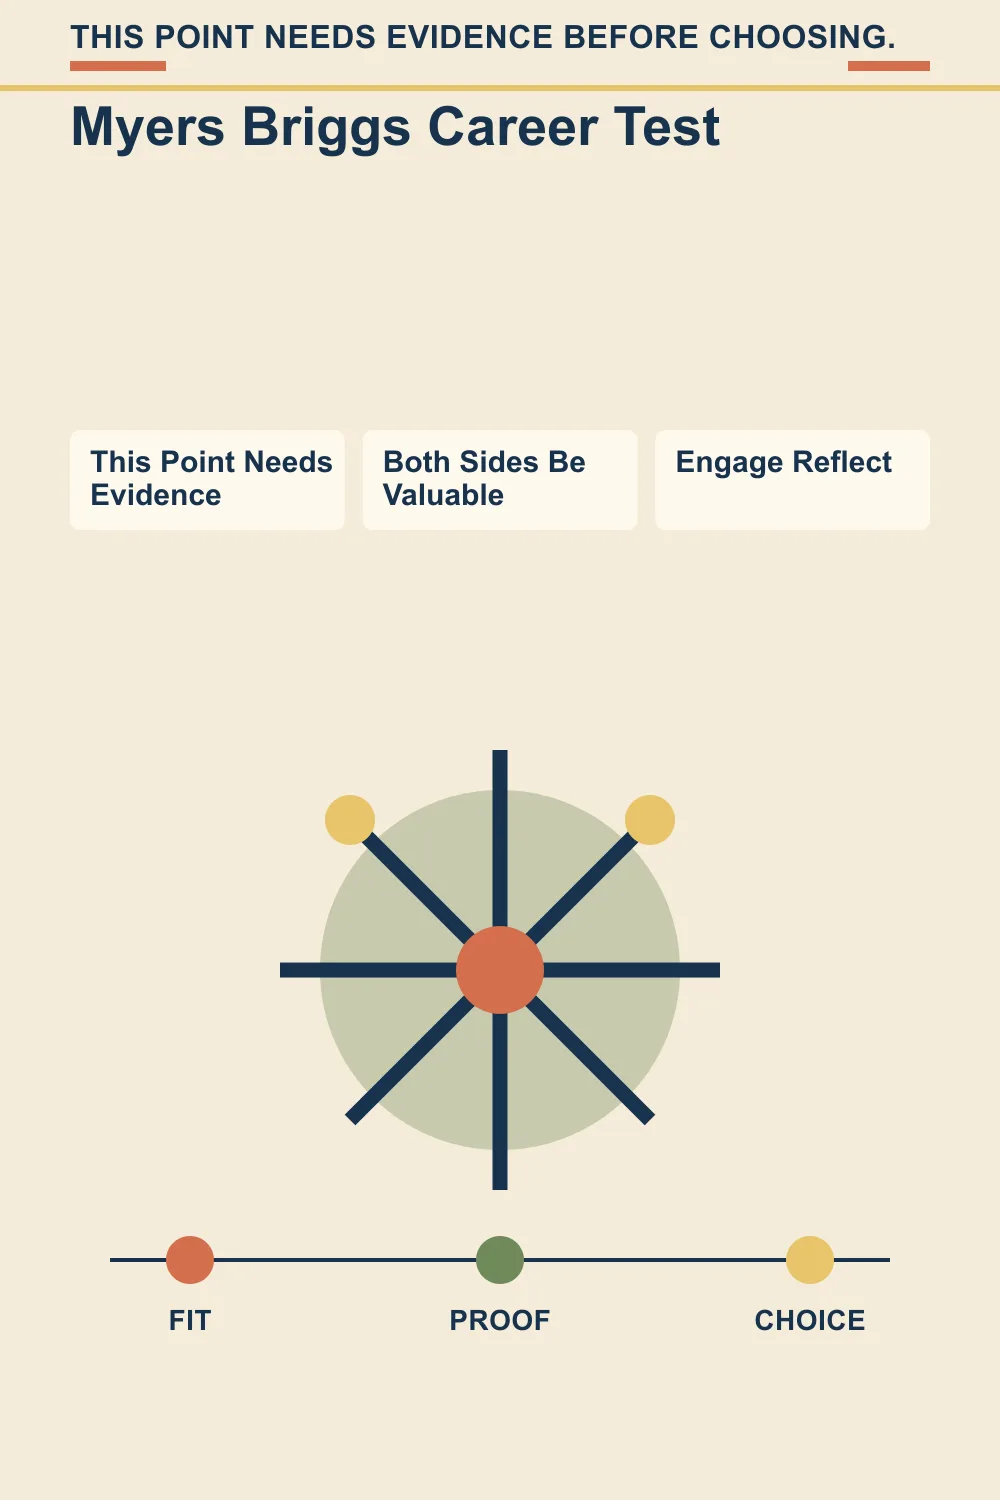 THIS POINT NEEDS EVIDENCE BEFORE CHOOSING.
Myers Briggs Career Test
This Point Needs
Evidence
Both Sides Be
Valuable
Engage Reflect
FIT
PROOF
CHOICE